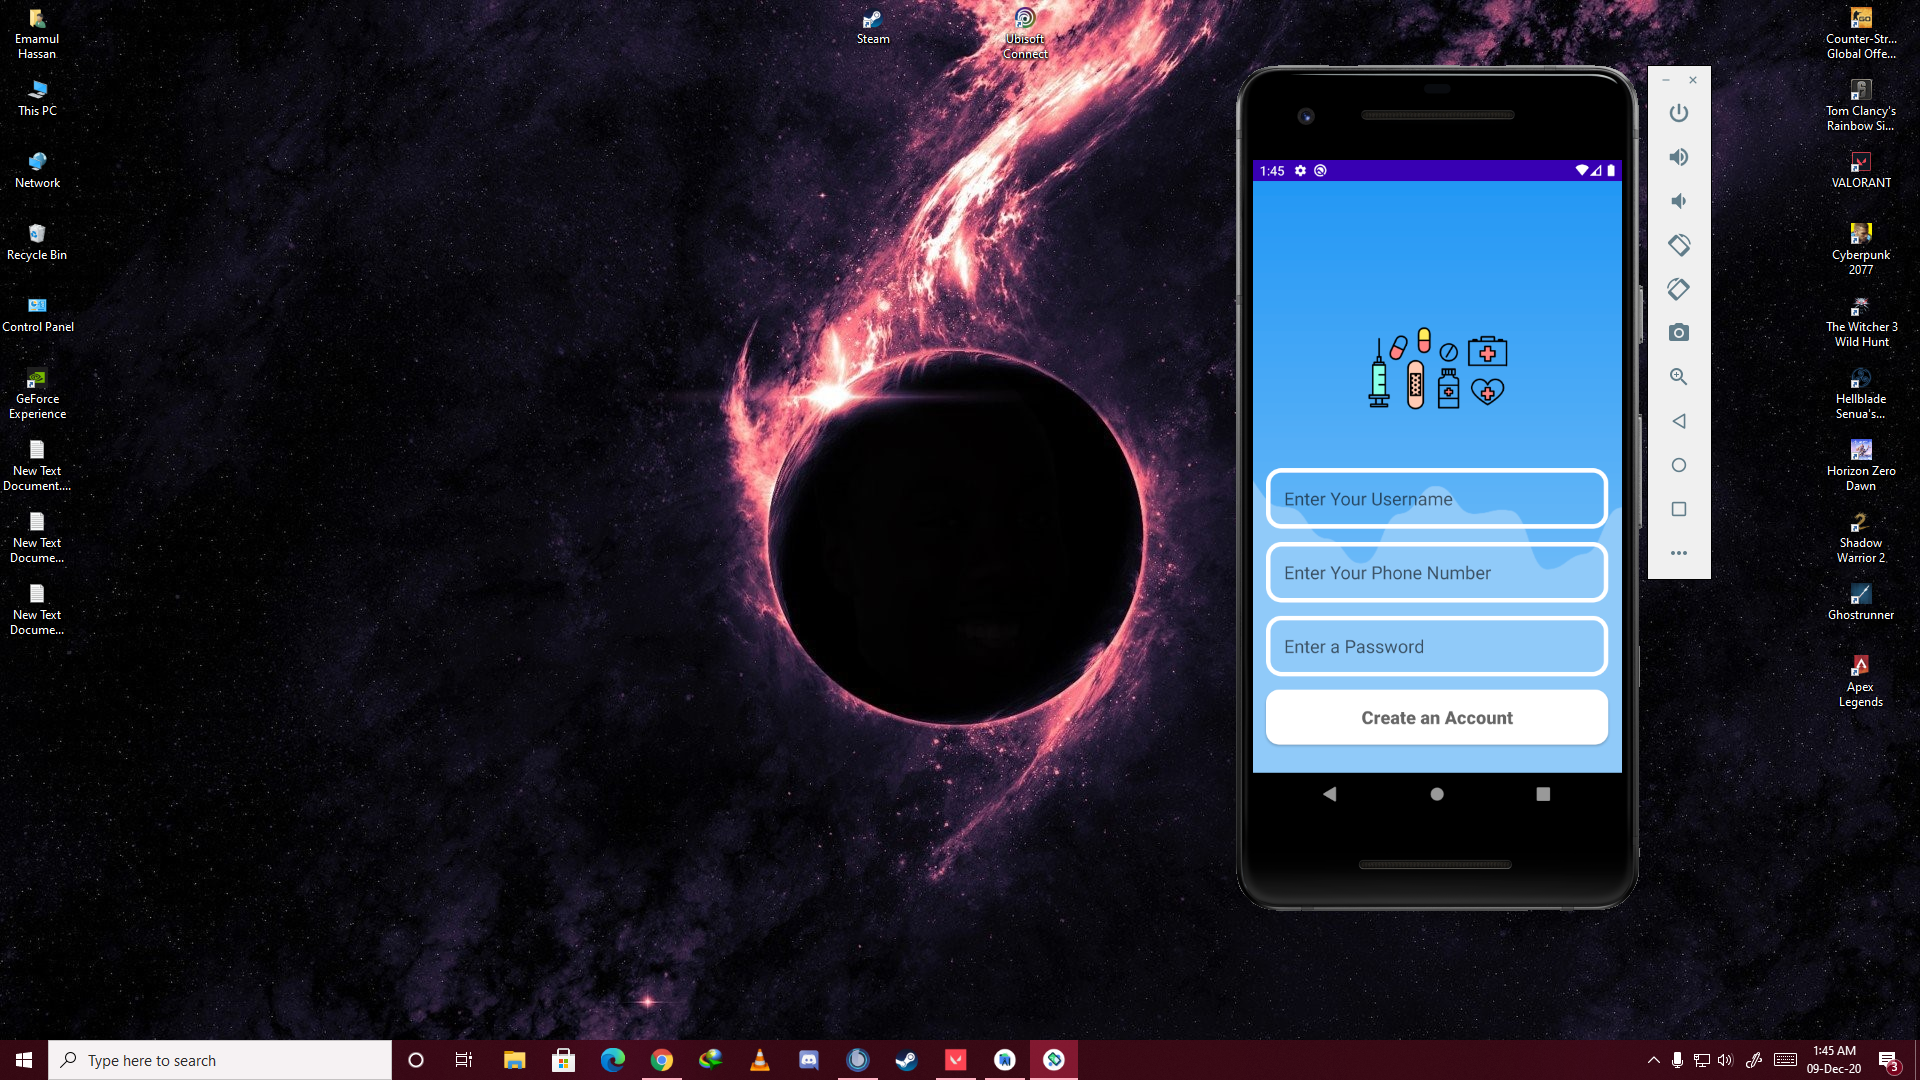 Emamul
Hassan
This PC
Network
Recycle Bin
Control Panel
GeForce
Experience
New Text
Document....
New Text
Docume...
New Text
Docume...
Steam
Ubisoft
Connect
1:45
Enter Your Username
Enter Your Phone Number
Enter a Password
Create an Account
Counter-Str...
Global Offe...
Tom Clancy's
Rainbow Si...
VALORANT
Cyberpunk
2077
The Witcher 3
Wild Hunt
Hellblade
Senua's...
Horizon Zero
Dawn
Shadow
Warrior 2
Ghostrunner
Apex
Legends
Type here to search
1:45 AM
09-Dec-20
3